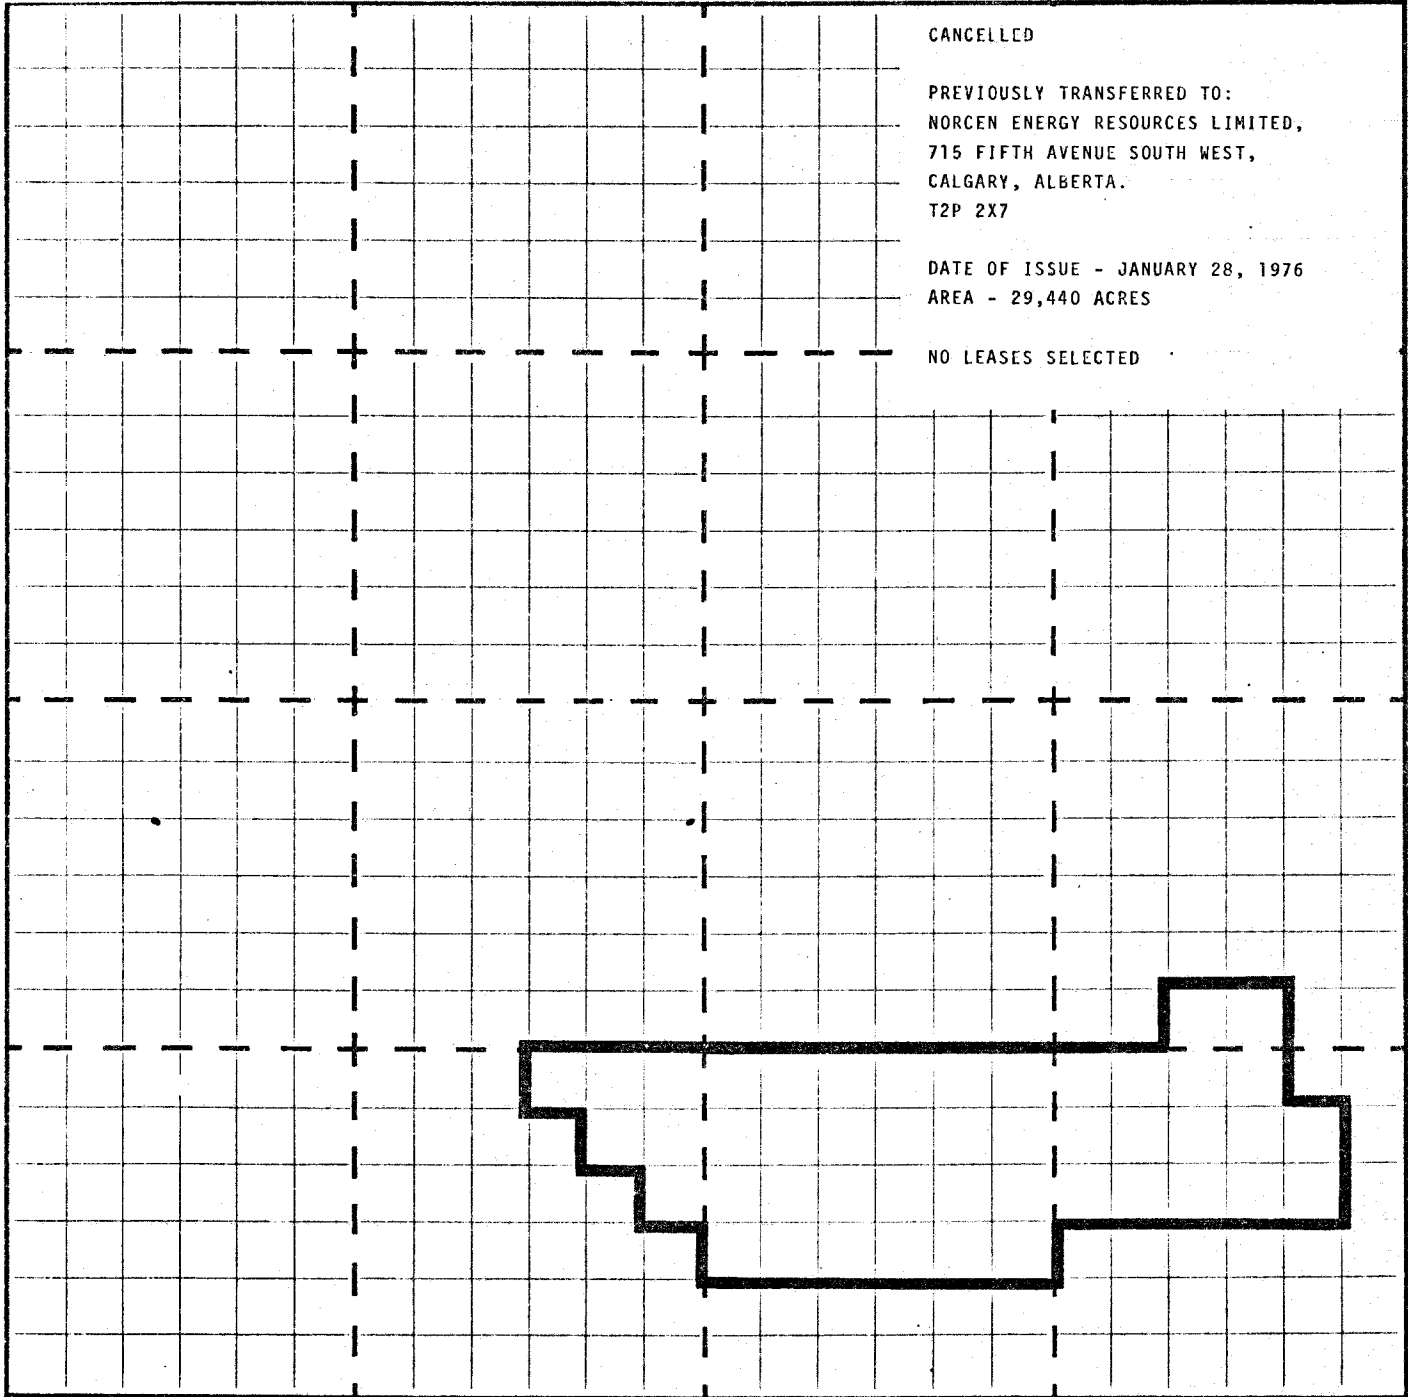 CANCELLED
PREVIOUSLY TRANSFERRED TO:
NORCEN ENERGY RESOURCES LIMITED,
715 FIFTH AVENUE SOUTH WEST,
CALGARY, ALBERTA.
T2P 2X7
DATE OF ISSUE - JANUARY 28, 1976
AREA - 29,440 ACRES
NO LEASES SELECTED